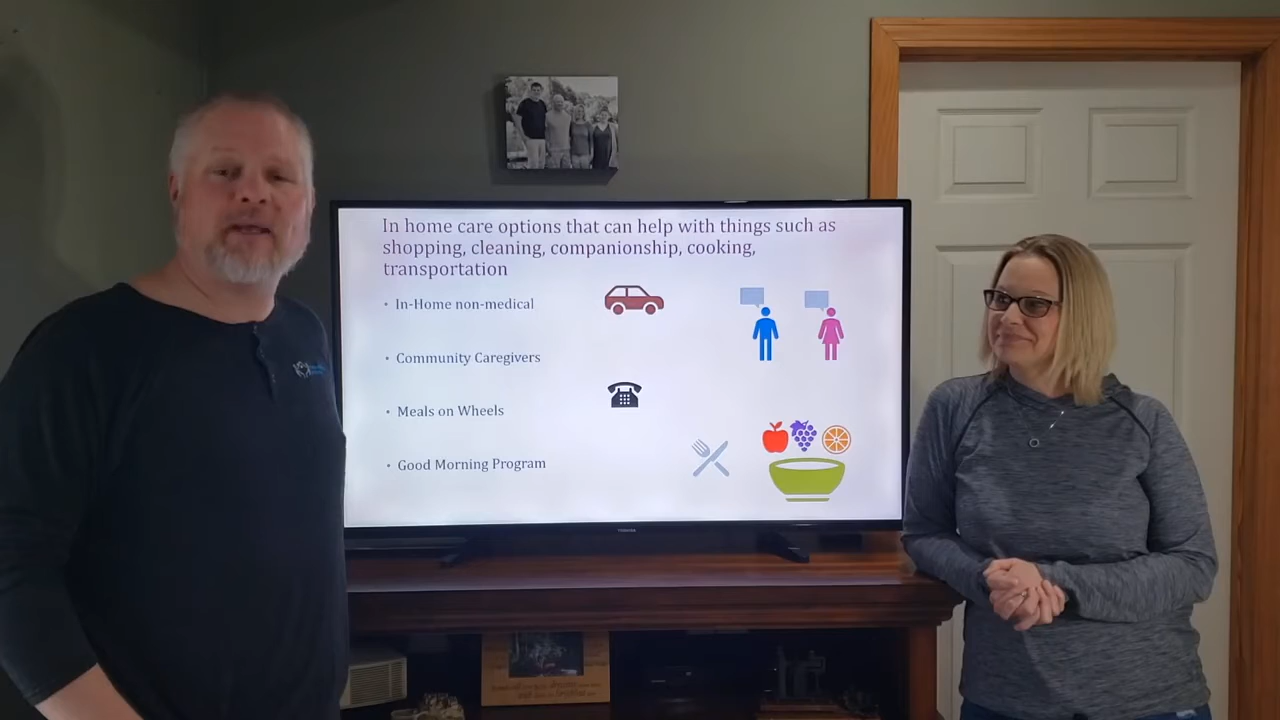 In home care options that can help with things such as
shopping, cleaning, companionship, cooking,
transportation
• In-Home non-medical
• Community Caregivers
• Meals on Wheels
• Good Morning Program
TOSHIBA